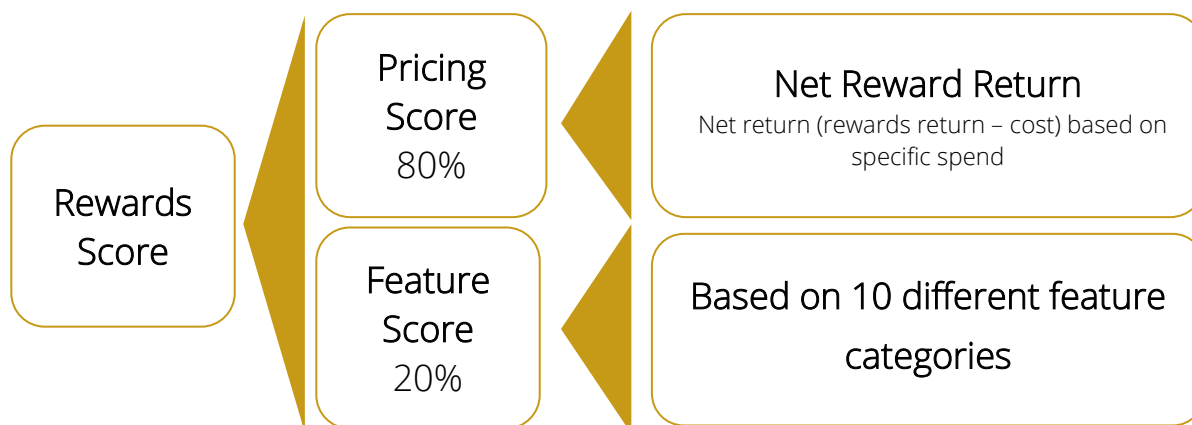 Rewards
Score
Pricing
Score
80%
Net Reward Return
Net return (rewards return – cost) based on
specific spend
Feature
Score
20%
Based on 10 different feature
categories